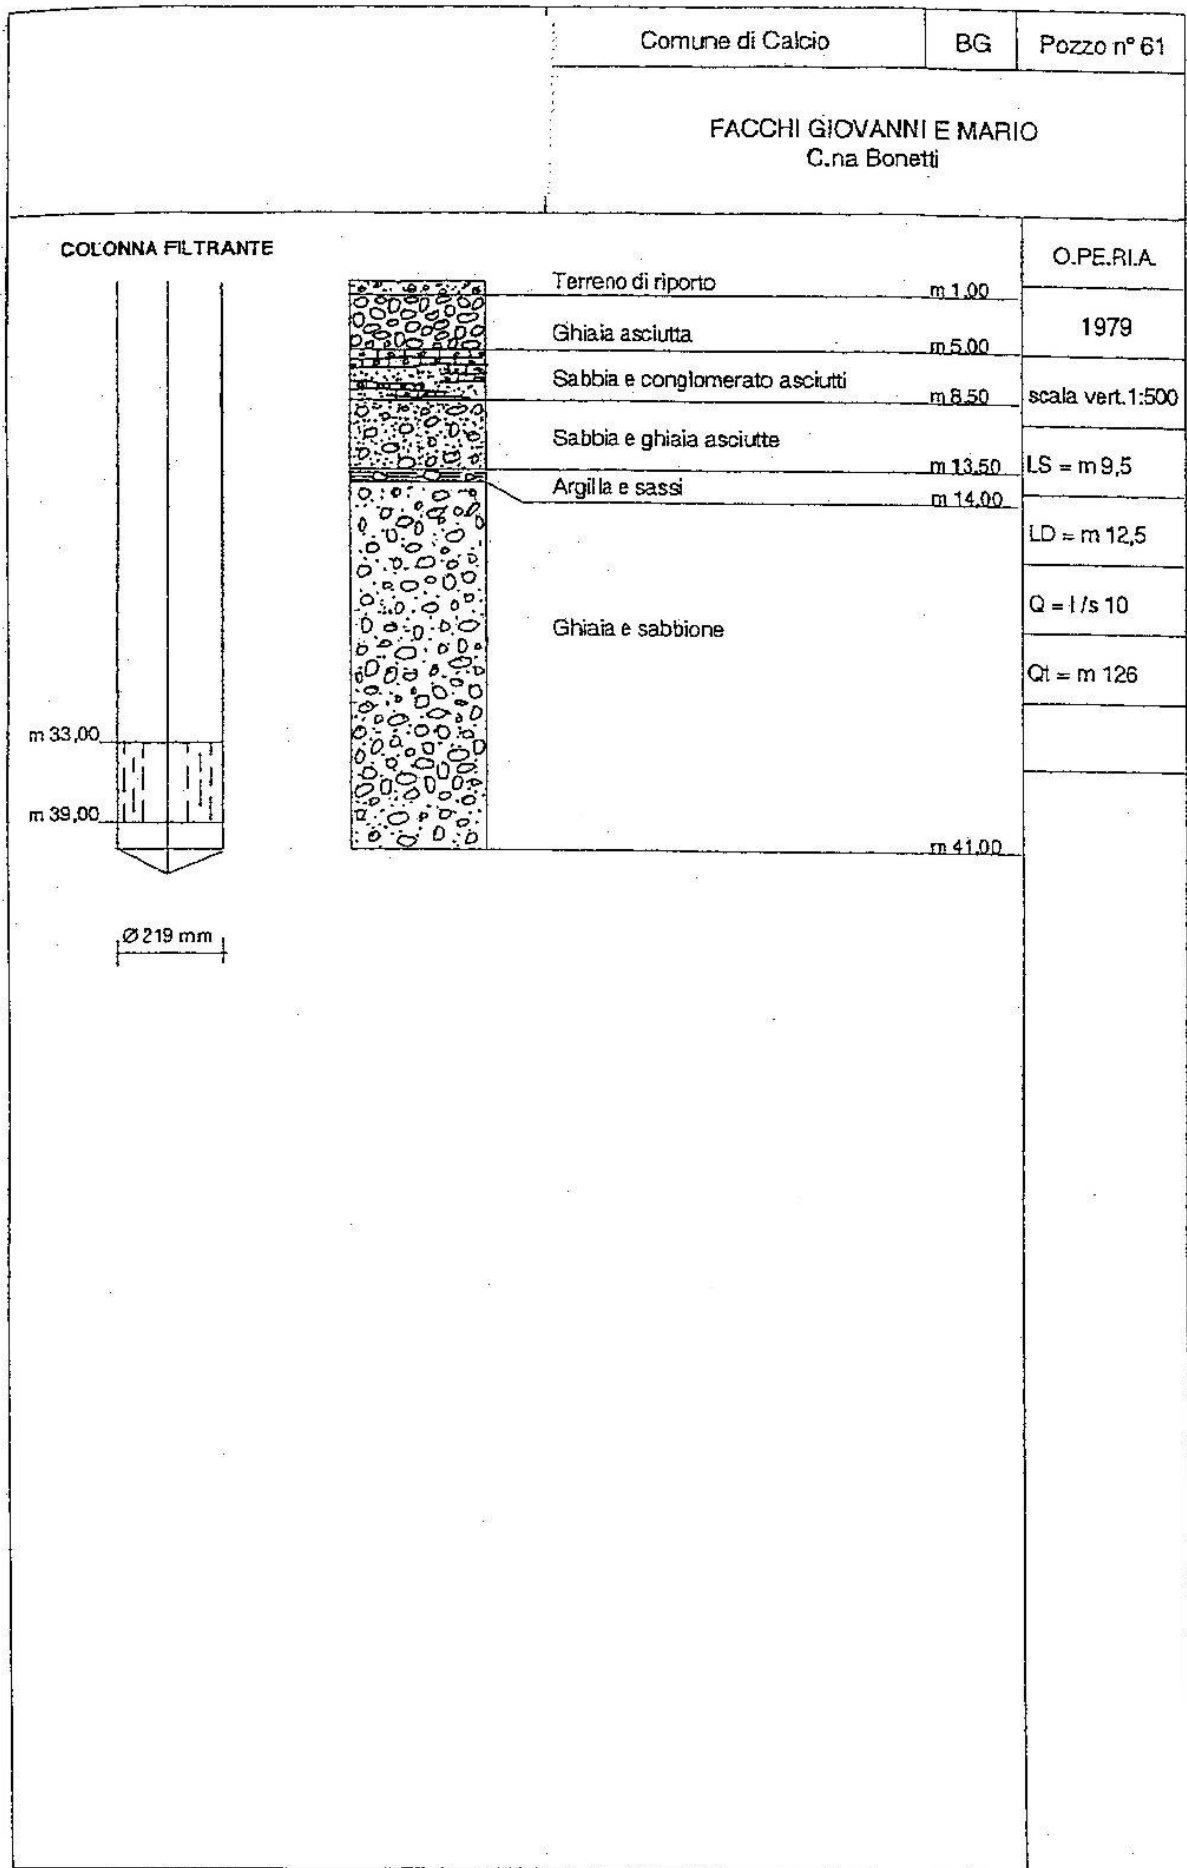 Comune di Calcio
BG
Pozzo n° 61
FACCHI GIOVANNI E MARIO
C.na Bonetti
COLONNA FILTRANTE
O.PE.RI.A.
1979
scala vert.1:500
LS = m 9,5
LD = m 12,5
Q = l/s 10
Qt = m 126
Terreno di riporto
m 1.00
Ghiaia asciutta
m 5.00
Sabbia e conglomerato asciutti
m 8.50
Sabbia e ghiaia asciutte
m 13.50
Argilla e sassi
m 14.00
Ghiaia e sabbione
m 41.00
m 33,00
m 39,00
Ø 219 mm